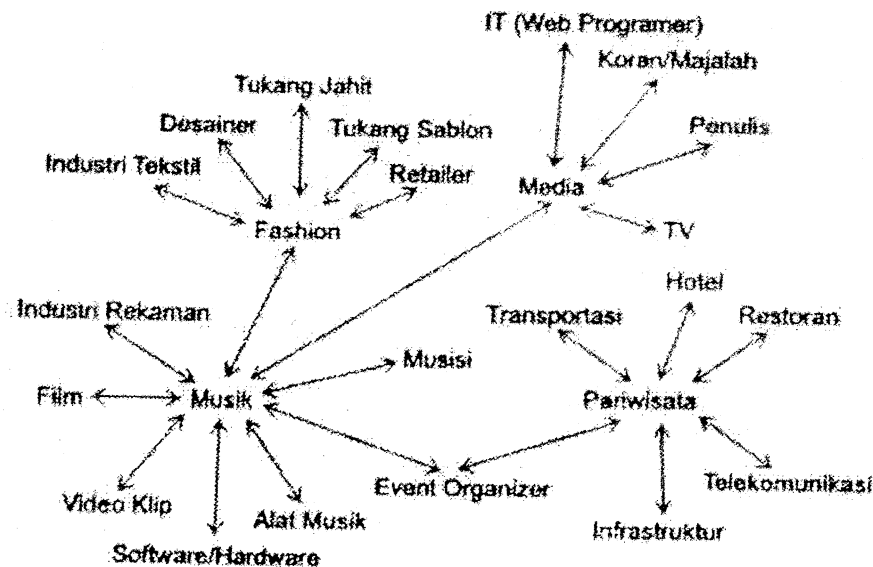 IT (Web Programer)
Koran/Majalah
Tukang Jahit
Desainer
Tukang Sablon
Penulis
Industri Tekstil
Retailer
Media
Fashion
TV
Hotel
Industri Rekaman
Transportasi
Restoran
Musisi
Film
Musik
Pariwisata
Event Organizer
Telekomunikasi
Video Klip
Alat Musik
Infrastruktur
Software/Hardware